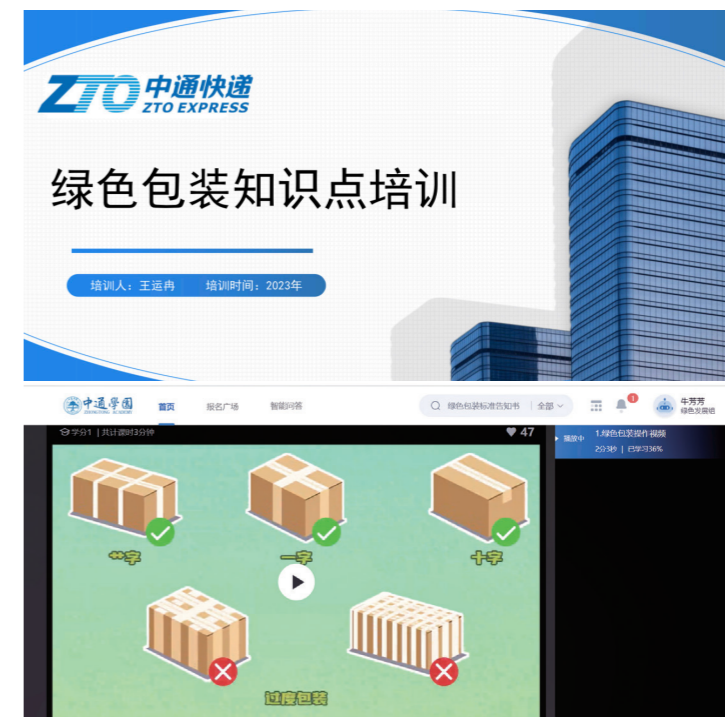 ZTO 中通快递
ZTO EXPRESS
绿色包装知识点培训
培训人：王运冉 培训时间：2023年
中通学园 首页 报名广场 智能问答 绿色包装标准告知书 全部 1 牛芳芳
绿色发展组
学分1 | 共计课时3分钟 47 播放中 1.绿色包装操作视频
2分3秒 | 已学习36%
艹字 一字 十字
过度包装